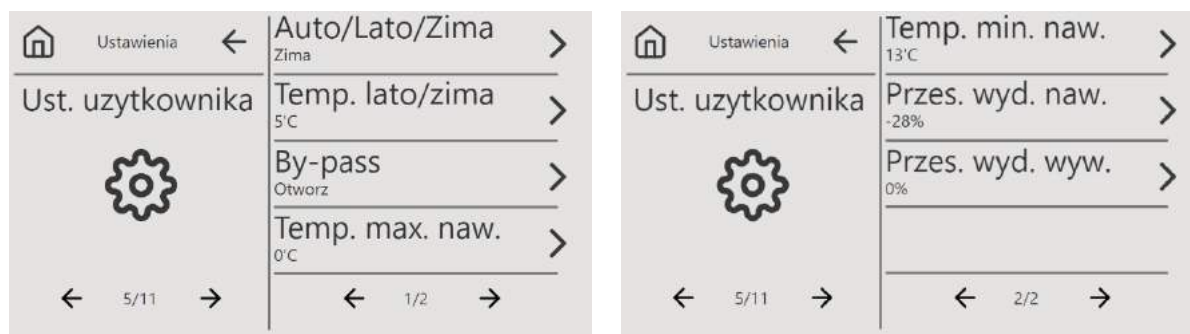 Ustawienia
Ust. uzytkownika
5/11
Auto/Lato/Zima
Zima
Temp. lato/zima
5'C
By-pass
Otworz
Temp. max. naw.
0'C
1/2
Ustawienia
Ust. uzytkownika
5/11
Temp. min. naw.
13'C
Przes. wyd. naw.
-28%
Przes. wyd. wyw.
0%
2/2